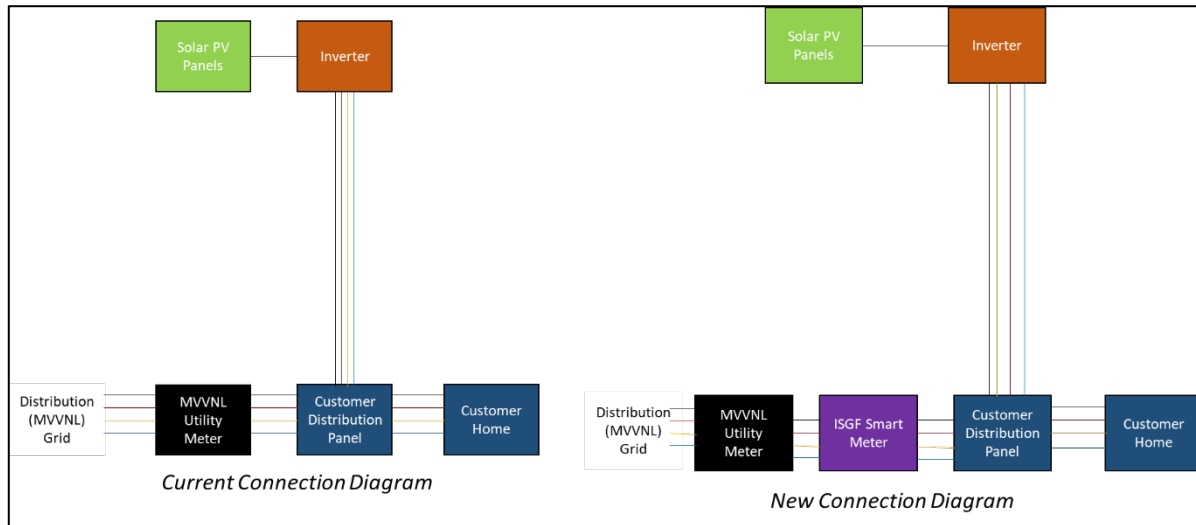 Solar PV
Panels
Inverter
Distribution
(MVVNL)
Grid
MVVNL
Utility
Meter
Customer
Distribution
Panel
Customer
Home
Current Connection Diagram
Solar PV
Panels
Inverter
Distribution
(MVVNL)
Grid
MVVNL
Utility
Meter
ISGF Smart
Meter
Customer
Distribution
Panel
Customer
Home
New Connection Diagram